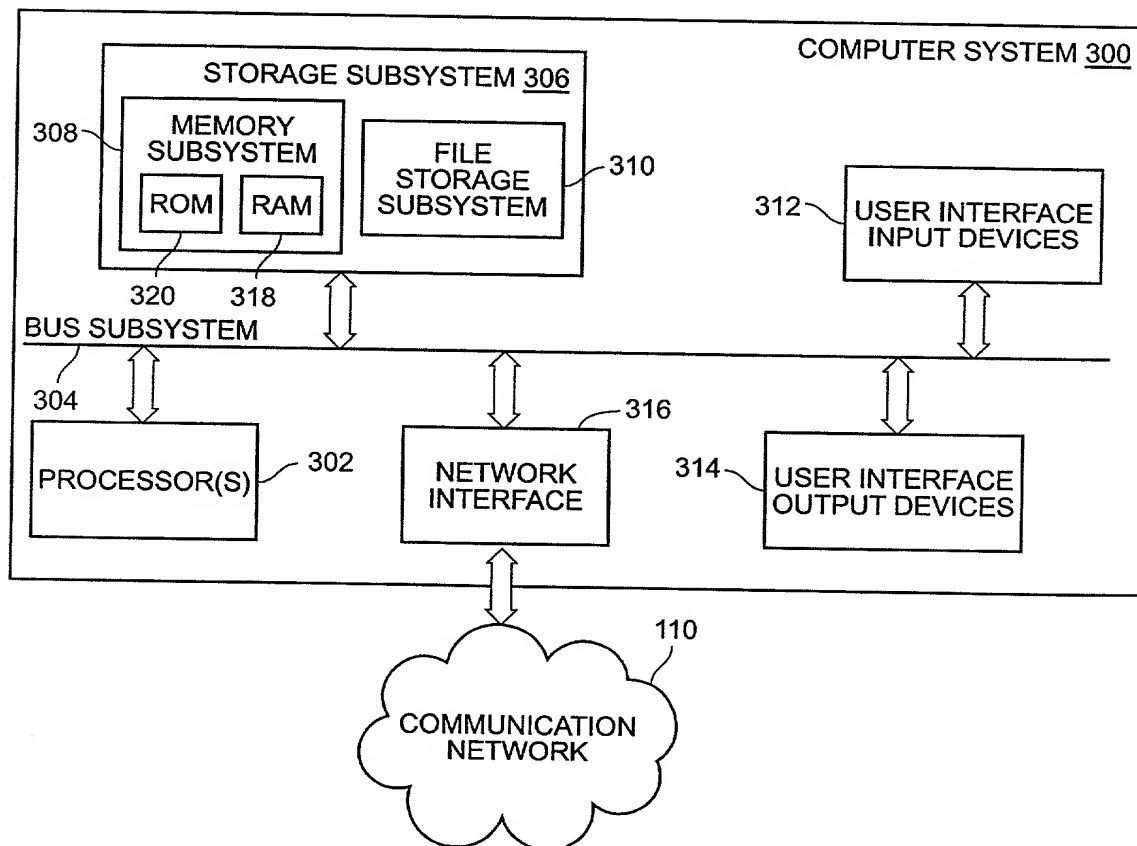 COMPUTER SYSTEM 300
STORAGE SUBSYSTEM 306
308
MEMORY
SUBSYSTEM
ROM
RAM
FILE
STORAGE
SUBSYSTEM
310
312
USER INTERFACE
INPUT DEVICES
320
318
BUS SUBSYSTEM
304
PROCESSOR(S)
302
316
NETWORK
INTERFACE
314
USER INTERFACE
OUTPUT DEVICES
110
COMMUNICATION
NETWORK